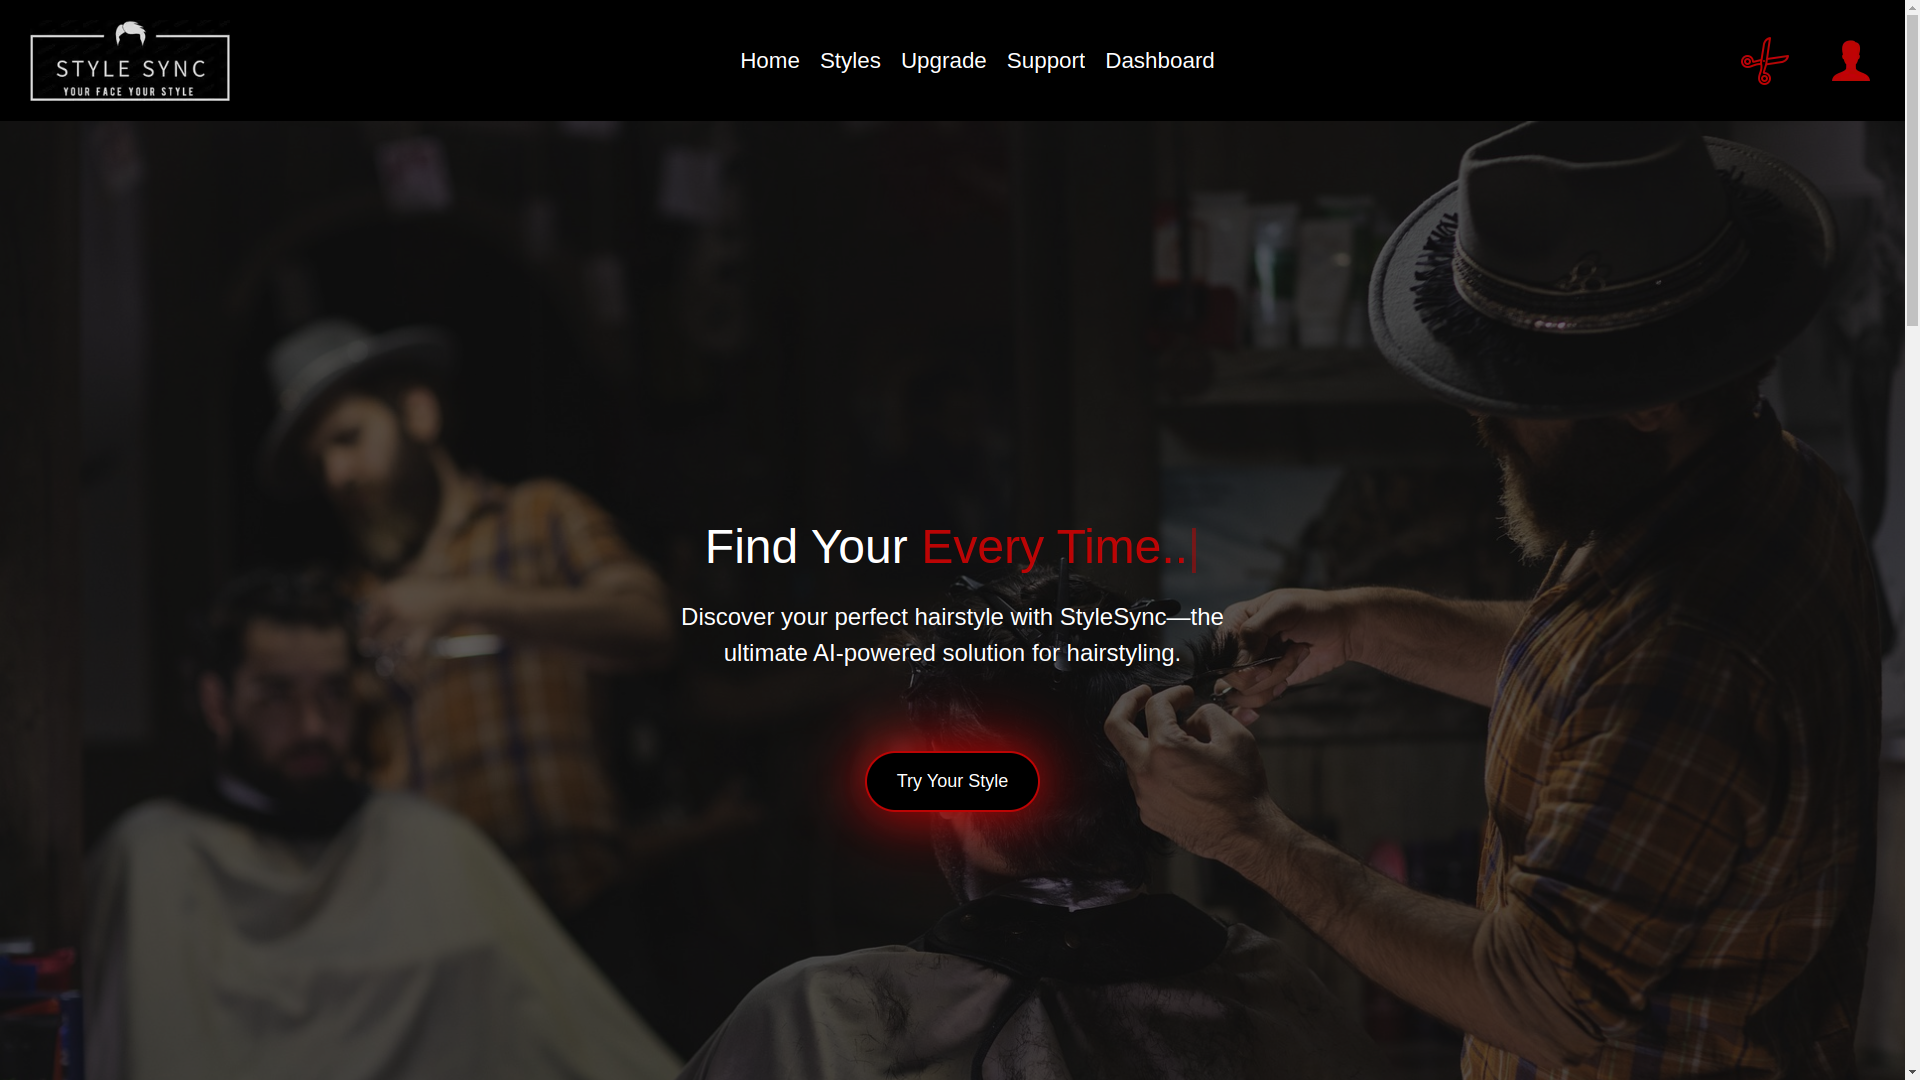 STYLE SYNC
YOUR FACE YOUR STYLE
Home Styles Upgrade Support Dashboard
Find Your Every Time..|
Discover your perfect hairstyle with StyleSync—the
ultimate AI-powered solution for hairstyling.
Try Your Style